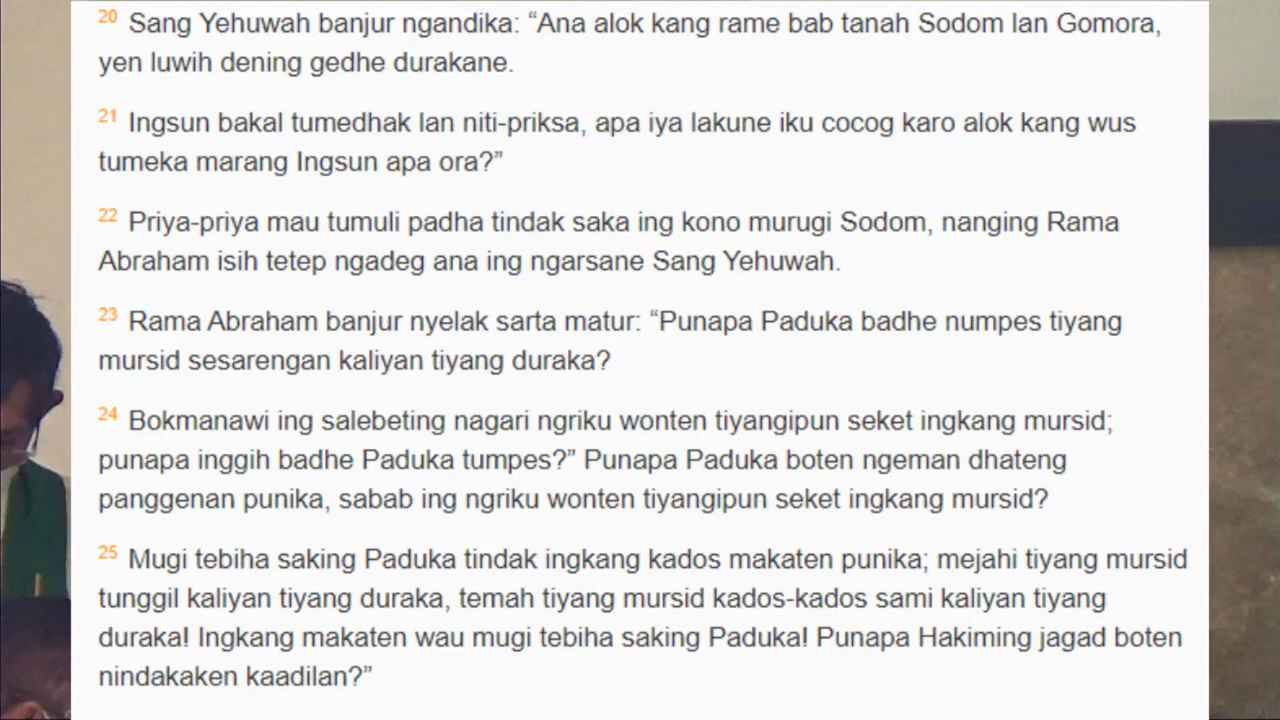 20 Sang Yehuwah banjur ngandika: “Ana alok kang rame bab tanah Sodom lan Gomora,
yen luwih dening gedhe durakane.
21 Ingsun bakal tumedhak lan niti-priksa, apa iya lakune iku cocog karo alok kang wus
tumeka marang Ingsun apa ora?”
22 Priya-priya mau tumuli padha tindak saka ing kono murugi Sodom, nanging Rama
Abraham isih tetep ngadeg ana ing ngarsane Sang Yehuwah.
23 Rama Abraham banjur nyelak sarta matur: “Punapa Paduka badhe numpes tiyang
mursid sesarengan kaliyan tiyang duraka?
24 Bokmanawi ing salebeting nagari ngriku wonten tiyangipun seket ingkang mursid;
punapa inggih badhe Paduka tumpes?” Punapa Paduka boten ngeman dhateng
panggenan punika, sabab ing ngriku wonten tiyangipun seket ingkang mursid?
25 Mugi tebiha saking Paduka tindak ingkang kados makaten punika; mejahi tiyang mursid
tunggil kaliyan tiyang duraka, temah tiyang mursid kados-kados sami kaliyan tiyang
duraka! Ingkang makaten wau mugi tebiha saking Paduka! Punapa Hakiming jagad boten
nindakaken kaadilan?”